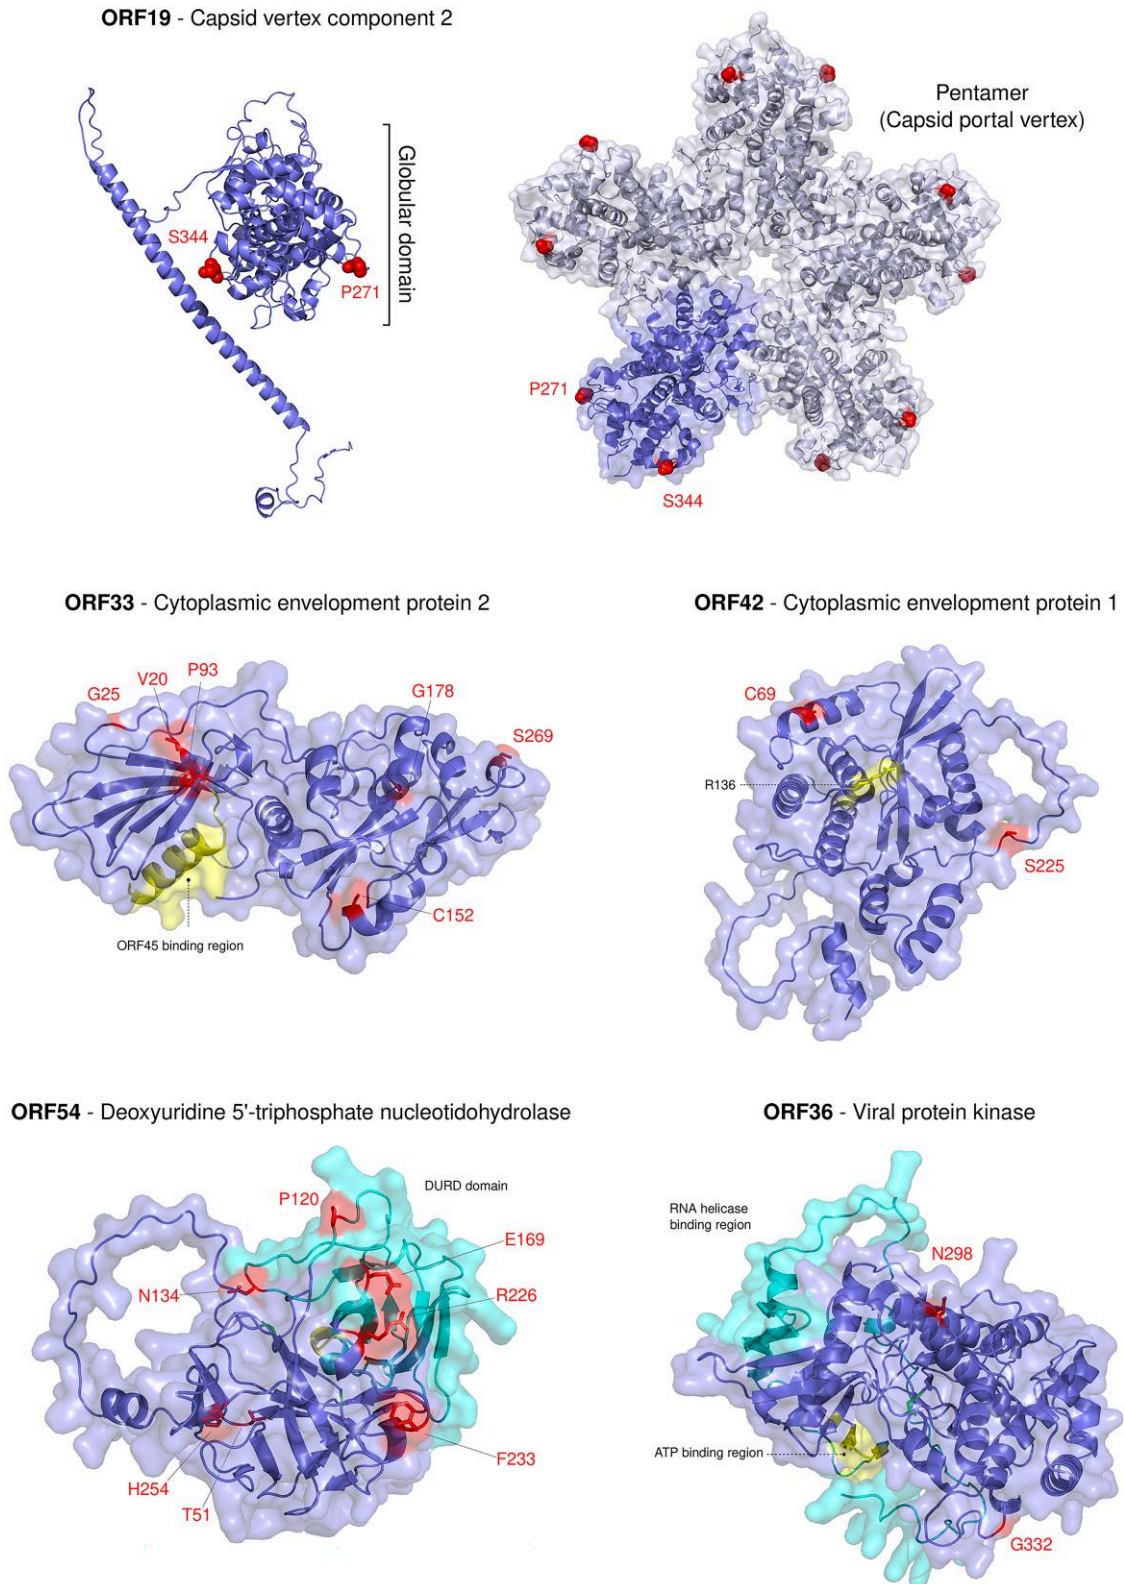 ORF19 - Capsid vertex component 2
S344
P271
Globular domain
Pentamer
(Capsid portal vertex)
P271
S344
ORF33 - Cytoplasmic envelopment protein 2
G25
V20
P93
G178
S269
C152
ORF45 binding region
ORF42 - Cytoplasmic envelopment protein 1
C69
R136
S225
ORF54 - Deoxyuridine 5'-triphosphate nucleotidohydrolase
P120
DURD domain
E169
N134
R226
H254
T51
F233
ORF36 - Viral protein kinase
RNA helicase
binding region
N298
ATP binding region
G332